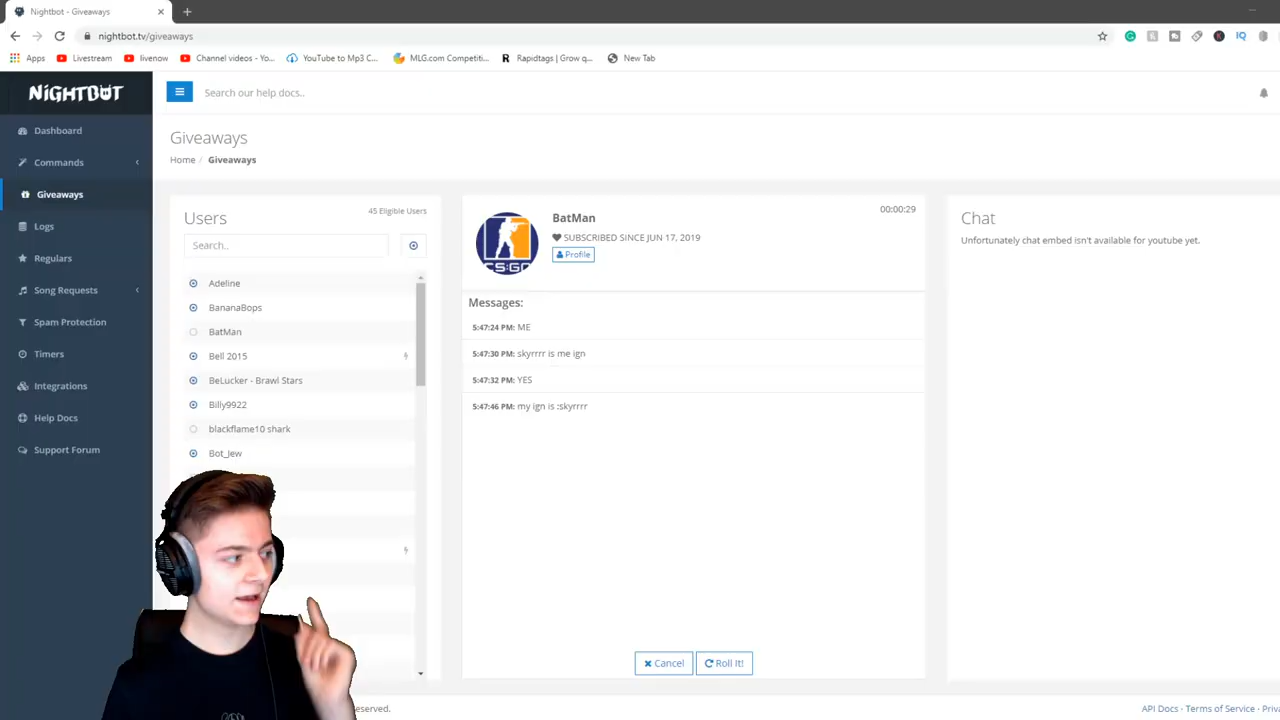 Nightbot - Giveaways
nightbot.tv/giveaways
Apps Livestream livenow Channel videos - Yo... YouTube to Mp3 C... MLG.com Competiti... Rapidtags | Grow q... New Tab
NIGHTBOT
Search our help docs..
Dashboard
Commands
Giveaways
Logs
Regulars
Song Requests
Spam Protection
Timers
Integrations
Help Docs
Support Forum
Giveaways
Home / Giveaways
Users
45 Eligible Users
Search..
Adeline
BananaBops
BatMan
Bell 2015
BeLucker - Brawl Stars
Billy9922
blackflame10 shark
Bot_Jew
CS:GO
BatMan
00:00:29
SUBSCRIBED SINCE JUN 17, 2019
Profile
Messages:
5:47:24 PM: ME
5:47:30 PM: skyrrrr is me ign
5:47:32 PM: YES
5:47:46 PM: my ign is :skyrrrr
Cancel
Roll It!
Chat
Unfortunately chat embed isn't available for youtube yet.
eserved.
API Docs - Terms of Service - Priva